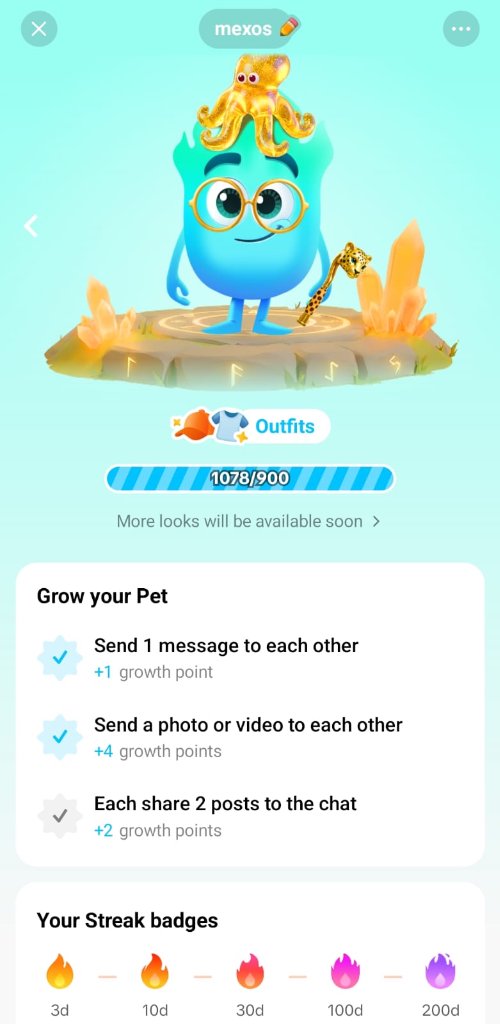 mexos ✏️
Outfits
1078/900
More looks will be available soon
Grow your Pet
Send 1 message to each other
+1 growth point
Send a photo or video to each other
+4 growth points
Each share 2 posts to the chat
+2 growth points
Your Streak badges
3d
10d
30d
100d
200d